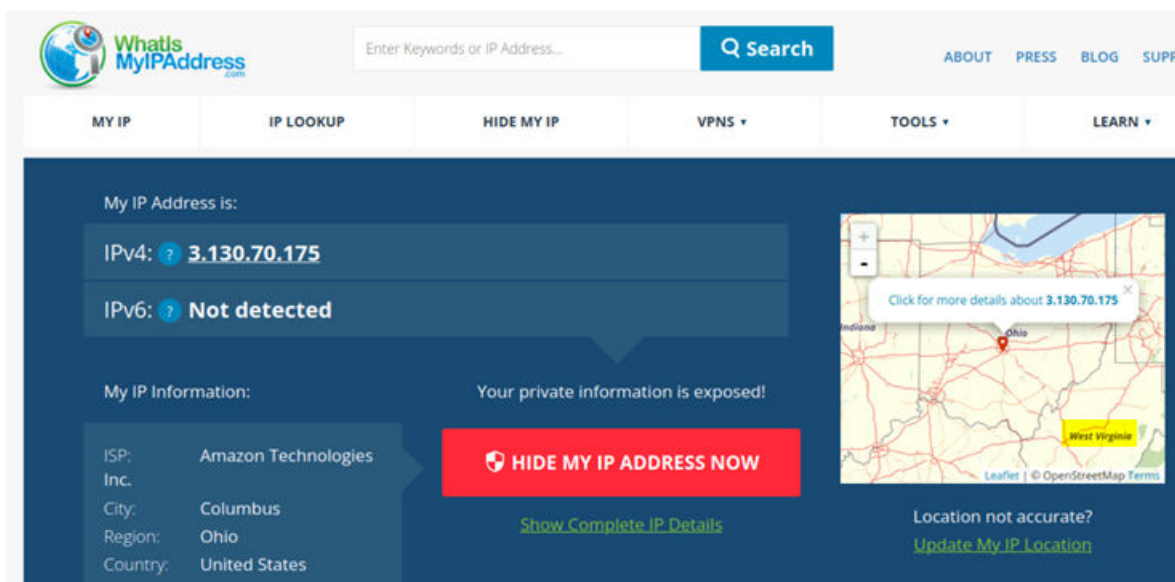 WhatIs
MyIPAddress
.com
Enter Keywords or IP Address...
Search
ABOUT PRESS BLOG SUPP
MY IP IP LOOKUP HIDE MY IP VPNS TOOLS LEARN
My IP Address is:
IPv4: ? 3.130.70.175
IPv6: ? Not detected
My IP Information:
ISP: Amazon Technologies
Inc.
City: Columbus
Region: Ohio
Country: United States
Your private information is exposed!
HIDE MY IP ADDRESS NOW
Show Complete IP Details
+
-
Click for more details about 3.130.70.175 ×
Indiana
Ohio
West Virginia
Leaflet | © OpenStreetMap Terms
Location not accurate?
Update My IP Location